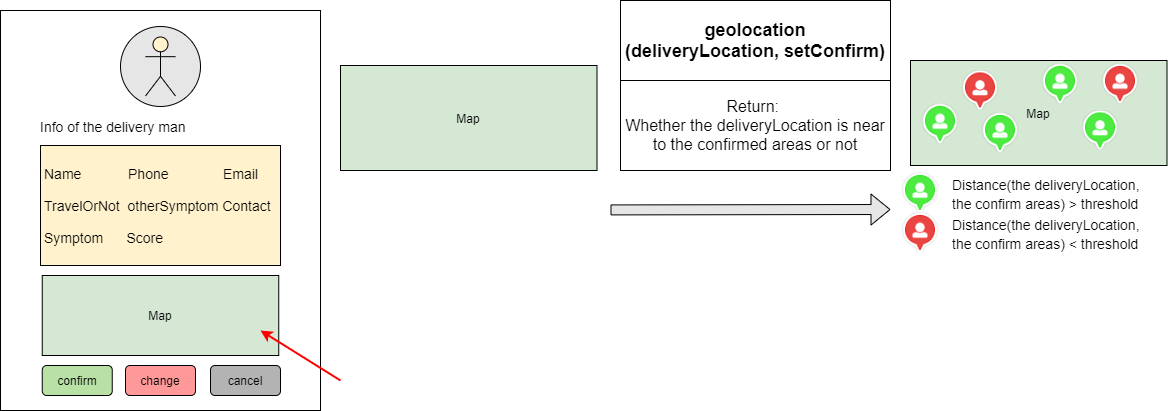 Info of the delivery man
Name Phone Email
TravelOrNot otherSymptom Contact
Symptom Score
Map
confirm change cancel
Map
geolocation
(deliveryLocation, setConfirm)
Return:
Whether the deliveryLocation is near
to the confirmed areas or not
Map
Distance(the deliveryLocation,
the confirm areas) > threshold
Distance(the deliveryLocation,
the confirm areas) < threshold